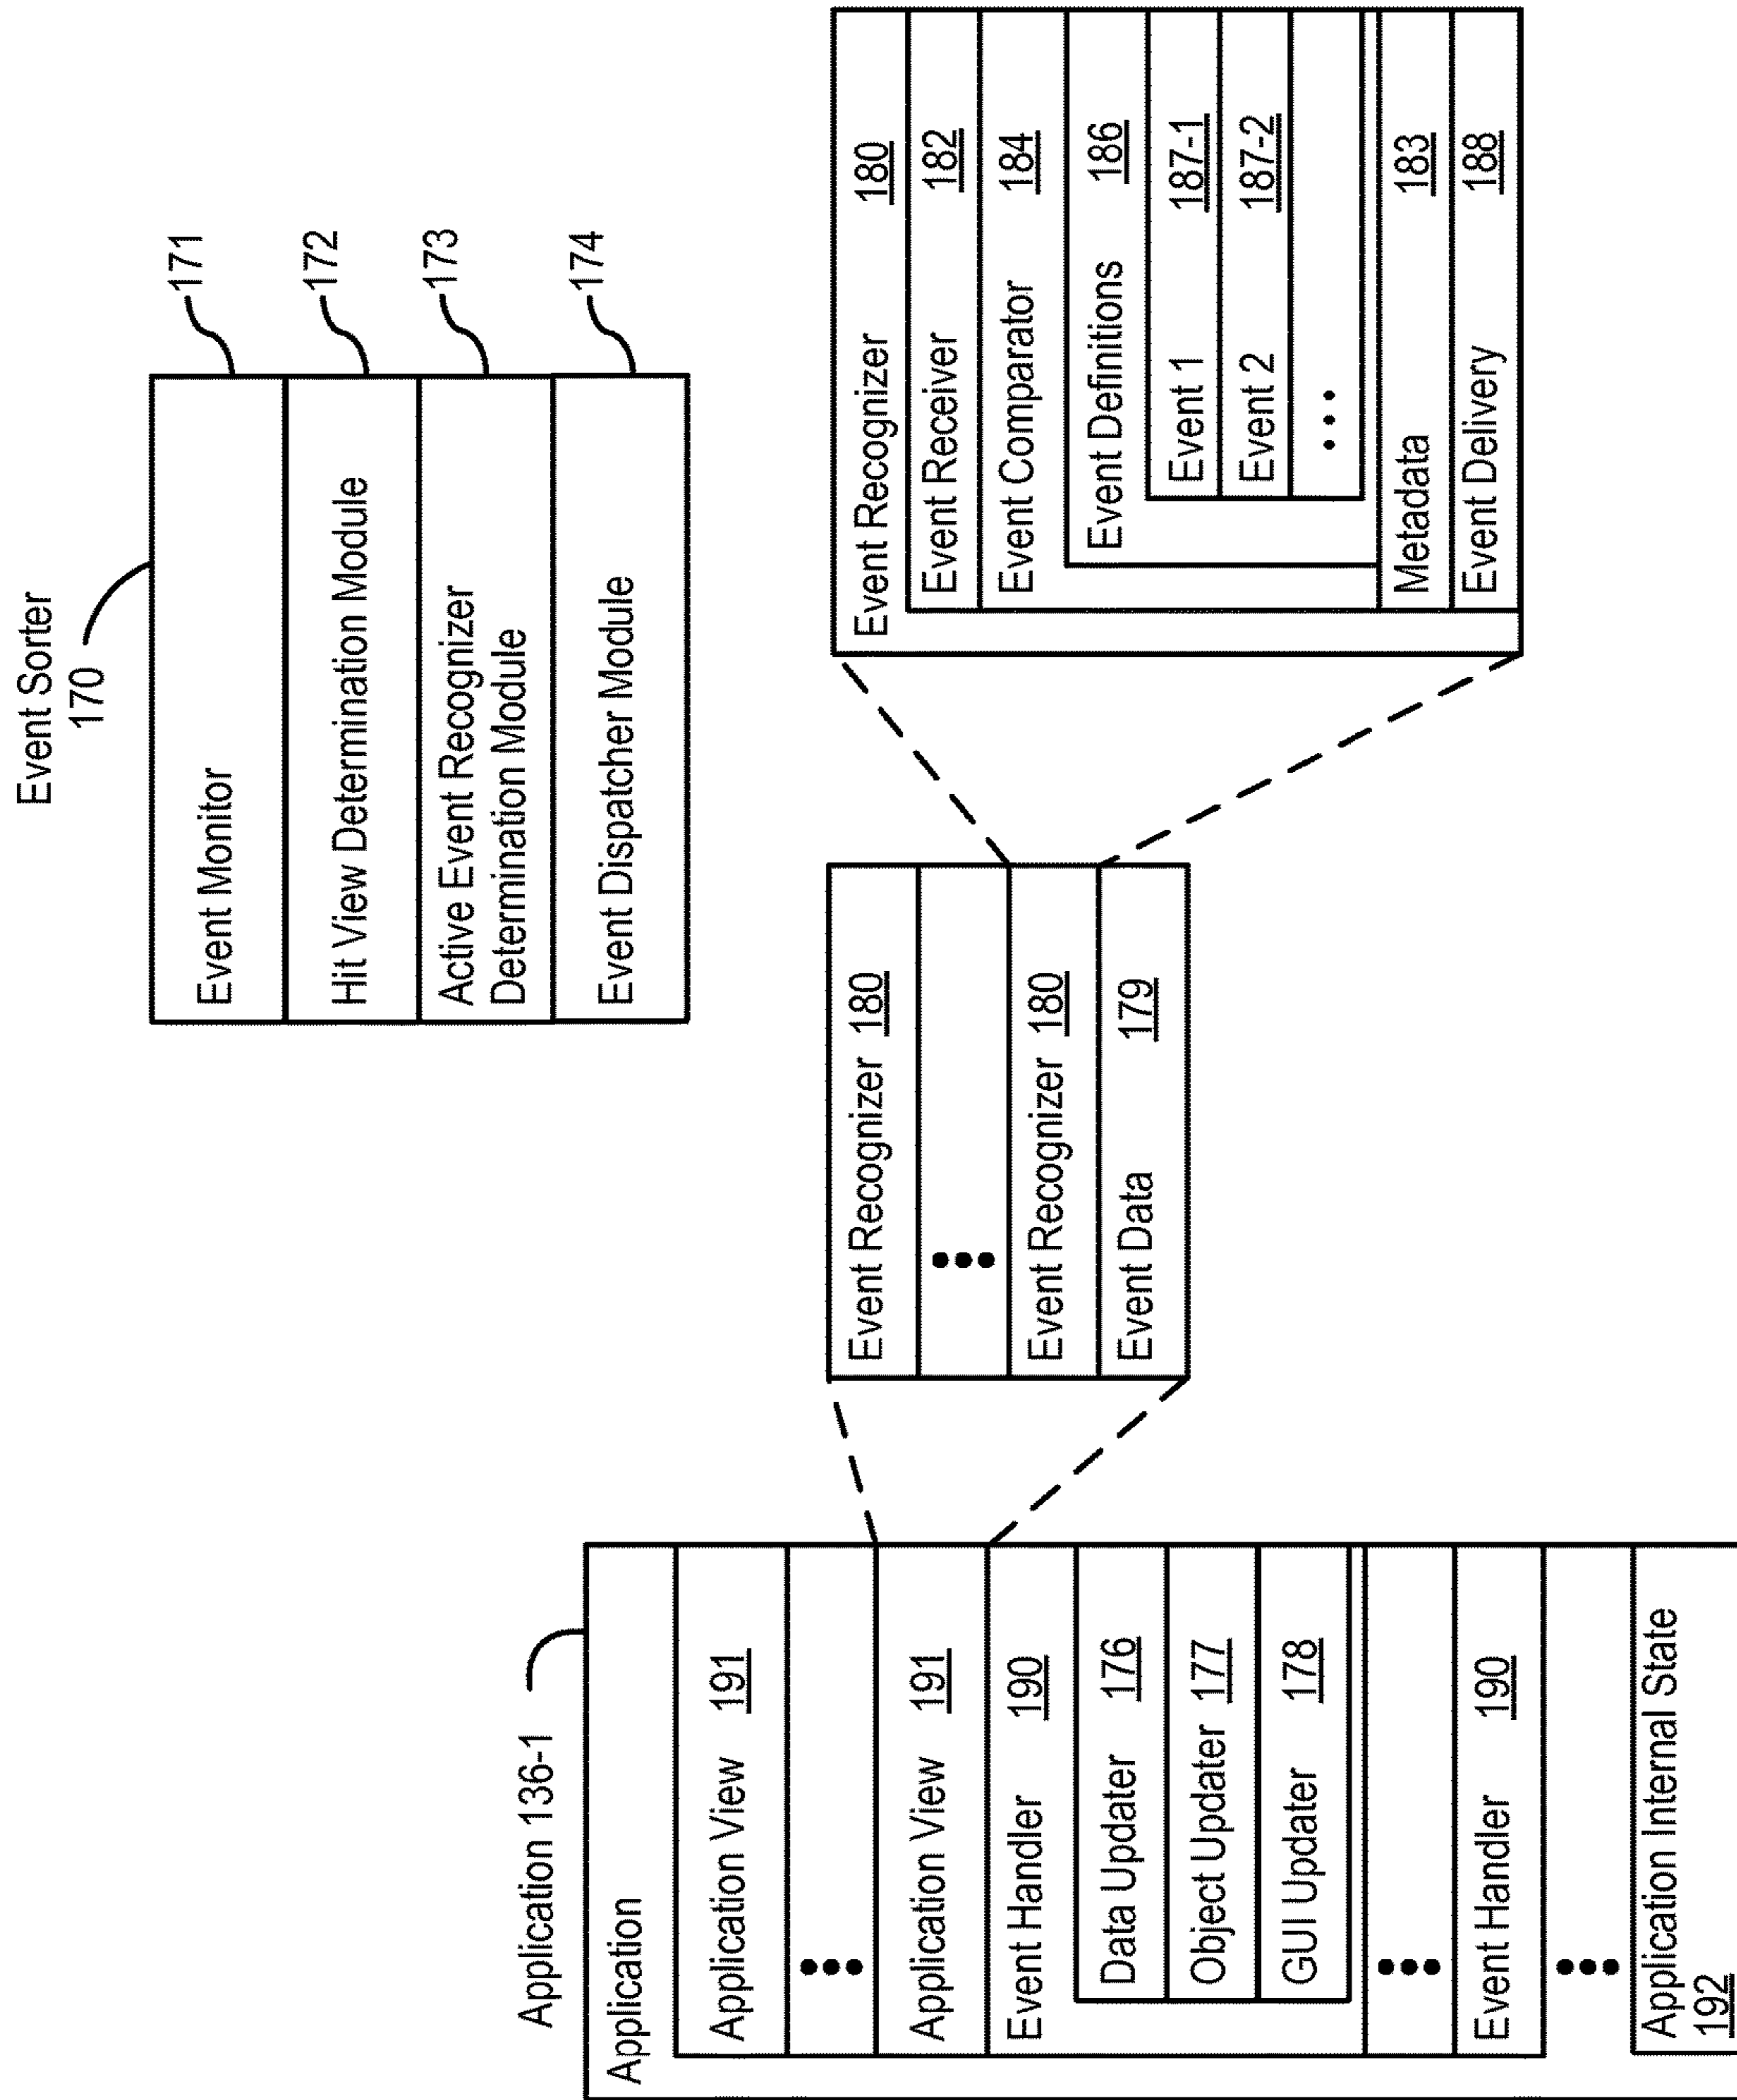 Event Sorter
170
Event Monitor
171
Hit View Determination Module
172
Active Event Recognizer
Determination Module
173
Event Dispatcher Module
174
Application 136-1
Application
Application View 191
•••
Application View 191
Event Handler 190
Data Updater 176
Object Updater 177
GUI Updater 178
•••
Event Handler 190
•••
Application Internal State
192
Event Recognizer 180
•••
Event Recognizer 180
Event Data 179
Event Recognizer 180
Event Receiver 182
Event Comparator 184
Event Definitions 186
Event 1 187-1
Event 2 187-2
•••
Metadata 183
Event Delivery 188